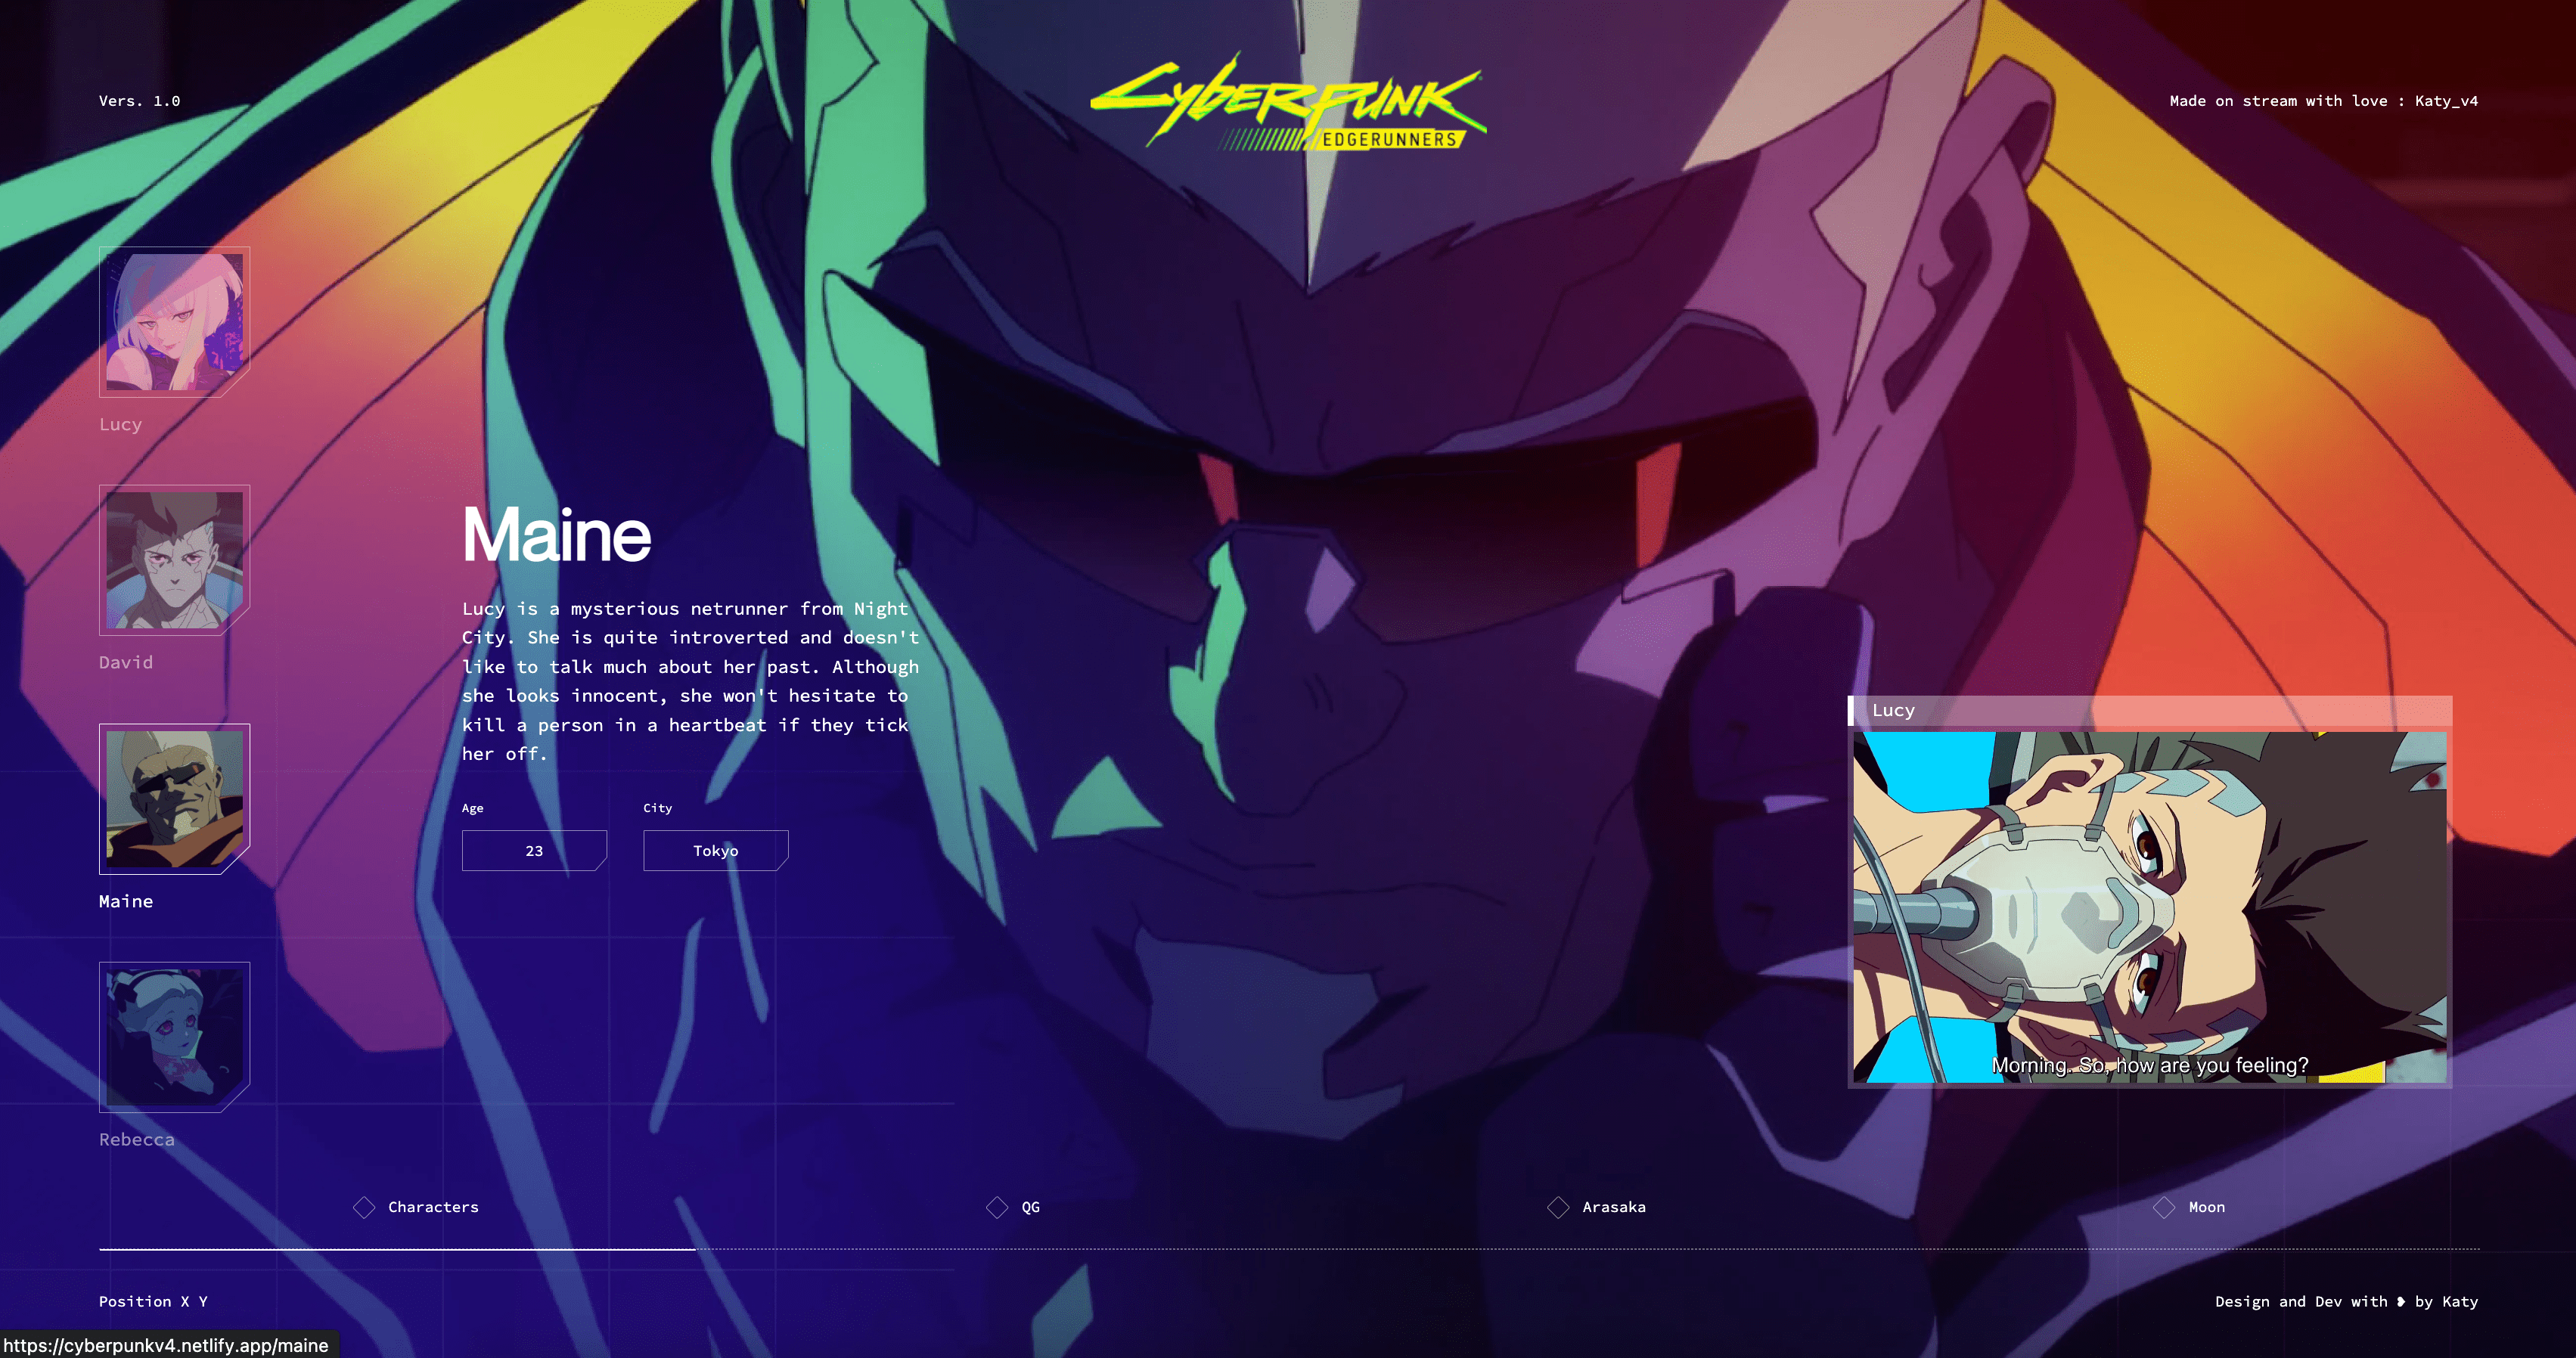 Vers. 1.0
CYBERPUNK
EDGERUNNERS
Made on stream with love : Katy_v4
Lucy
David
Maine
Rebecca
Maine
Lucy is a mysterious netrunner from Night
City. She is quite introverted and doesn't
like to talk much about her past. Although
she looks innocent, she won't hesitate to
kill a person in a heartbeat if they tick
her off.
Age
City
23
Tokyo
Lucy
Morning. So, how are you feeling?
Characters
QG
Arasaka
Moon
Position X Y
Design and Dev with ❥ by Katy
https://cyberpunkv4.netlify.app/maine